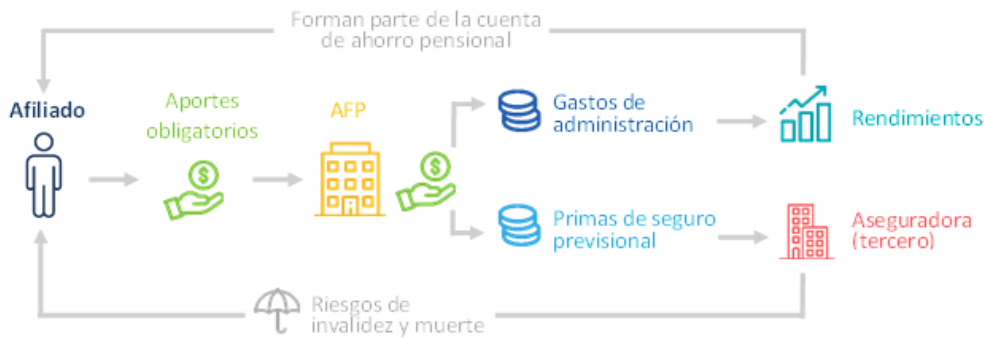 Forman parte de la cuenta
de ahorro pensional
Afiliado
Aportes
obligatorios
AFP
$
$
Gastos de
administración
Rendimientos
Primas de seguro
previsional
Aseguradora
(tercero)
Riesgos de
invalidez y muerte